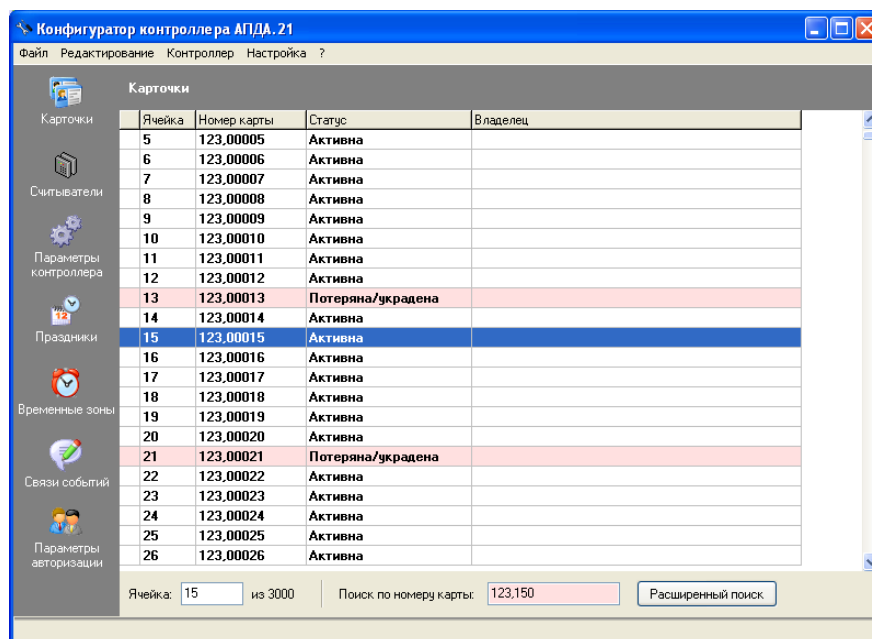 Конфигуратор контроллера АПДА.21
Файл Редактирование Контроллер Настройка ?
Карточки
Карточки
Считыватели
Параметры
контроллера
Праздники
Временные зоны
Связи событий
Параметры
авторизации
Ячейка Номер карты Статус Владелец
5 123,00005 Активна
6 123,00006 Активна
7 123,00007 Активна
8 123,00008 Активна
9 123,00009 Активна
10 123,00010 Активна
11 123,00011 Активна
12 123,00012 Активна
13 123,00013 Потеряна/украдена
14 123,00014 Активна
15 123,00015 Активна
16 123,00016 Активна
17 123,00017 Активна
18 123,00018 Активна
19 123,00019 Активна
20 123,00020 Активна
21 123,00021 Потеряна/украдена
22 123,00022 Активна
23 123,00023 Активна
24 123,00024 Активна
25 123,00025 Активна
26 123,00026 Активна
Ячейка: 15 из 3000 Поиск по номеру карты: 123,150 Расширенный поиск